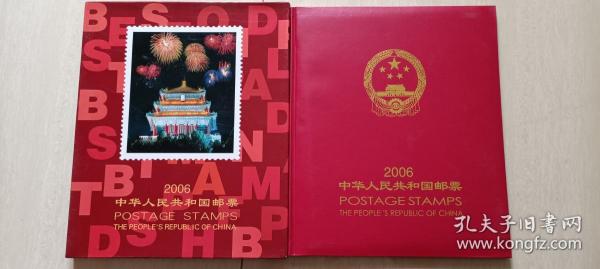 2006
中华人民共和国邮票
POSTAGE STAMPS
THE PEOPLE'S REPUBLIC OF CHINA
2006
中华人民共和国邮票
POSTAGE STAMPS
THE PEOPLE'S REPUBLIC OF CHINA
孔夫子旧书网
www.kongfz.com